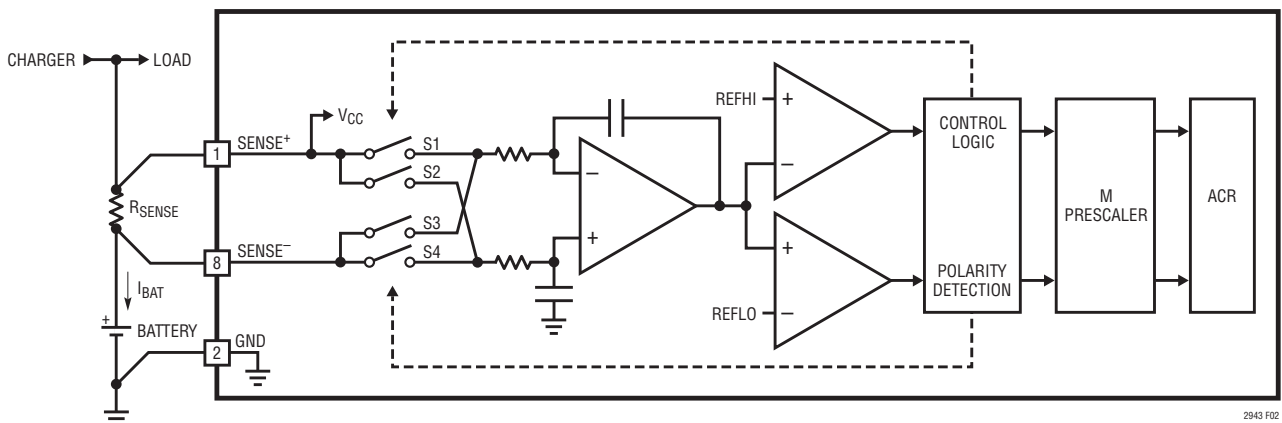 CHARGER
LOAD
VCC
REFHI
+
CONTROL
LOGIC
1
SENSE+
S1
S2
−
−
M
PRESCALER
ACR
RSENSE
S3
S4
+
+
8
SENSE−
POLARITY
DETECTION
IBAT
REFLO
−
+
BATTERY
2
GND
2943 F02